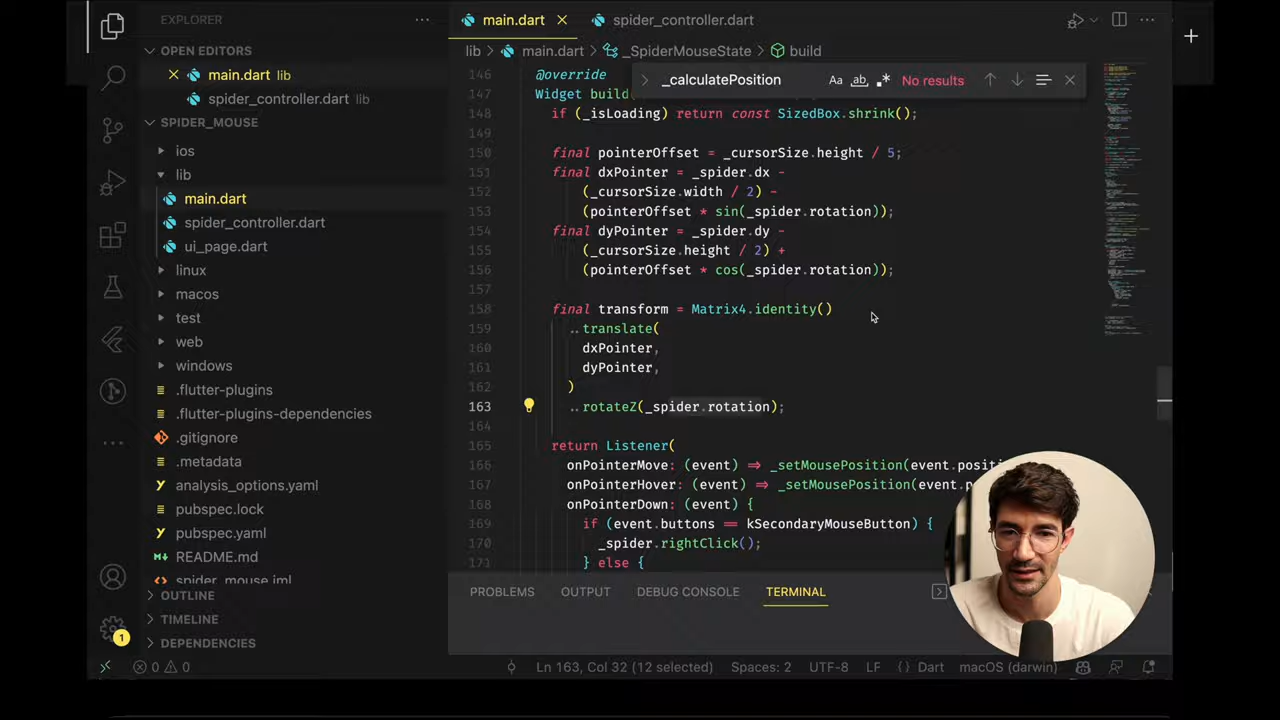 EXPLORER
OPEN EDITORS
main.dart lib
spider_controller.dart lib
SPIDER_MOUSE
ios
lib
main.dart
spider_controller.dart
ui_page.dart
linux
macos
test
web
windows
.flutter-plugins
.flutter-plugins-dependencies
.gitignore
.metadata
analysis_options.yaml
pubspec.lock
pubspec.yaml
README.md
spider_mouse.iml
OUTLINE
TIMELINE
DEPENDENCIES
1
main.dart
spider_controller.dart
lib > main.dart > _SpiderMouseState > build
_calculatePosition Aa ab .* No results
146 @override
147 Widget build(
148 if (_isLoading) return const SizedBox.shrink();
149
150 final pointerOffset = _cursorSize.height / 5;
151 final dxPointer = _spider.dx -
152 (_cursorSize.width / 2) -
153 (pointerOffset * sin(_spider.rotation));
154 final dyPointer = _spider.dy -
155 (_cursorSize.height / 2) +
156 (pointerOffset * cos(_spider.rotation));
157
158 final transform = Matrix4.identity()
159 ..translate(
160 dxPointer,
161 dyPointer,
162 )
163 ..rotateZ(_spider.rotation);
164
165 return Listener(
166 onPointerMove: (event) => _setMousePosition(event.positi
167 onPointerHover: (event) => _setMousePosition(event.p
168 onPointerDown: (event) {
169 if (event.buttons == kSecondaryMouseButton) {
170 _spider.rightClick();
171 } else {
PROBLEMS OUTPUT DEBUG CONSOLE TERMINAL
0 0 Ln 163, Col 32 (12 selected) Spaces: 2 UTF-8 LF {} Dart macOS (darwin)